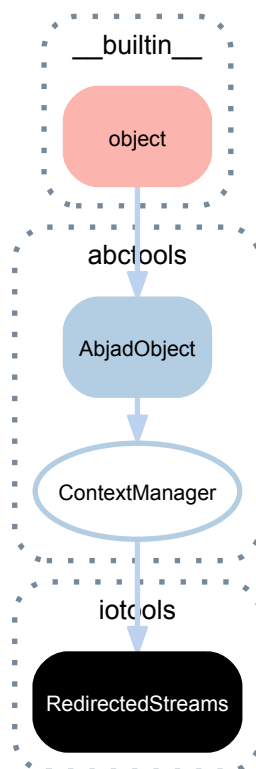 __builtin__
object
abctools
AbjadObject
ContextManager
iotools
RedirectedStreams